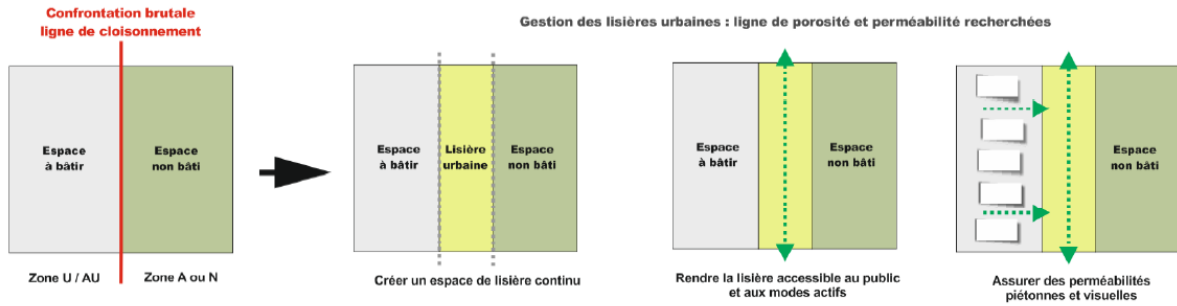 Confrontation brutale
ligne de cloisonnement
Gestion des lisières urbaines : ligne de porosité et perméabilité recherchées
Espace
à bâtir
Espace
non bâti
Zone U / AU
Zone A ou N
Espace
à bâtir
Lisière
urbaine
Espace
non bâti
Créer un espace de lisière continu
Espace
à bâtir
Espace
non bâti
Rendre la lisière accessible au public
et aux modes actifs
Espace
non bâti
Assurer des perméabilités
piétonnes et visuelles